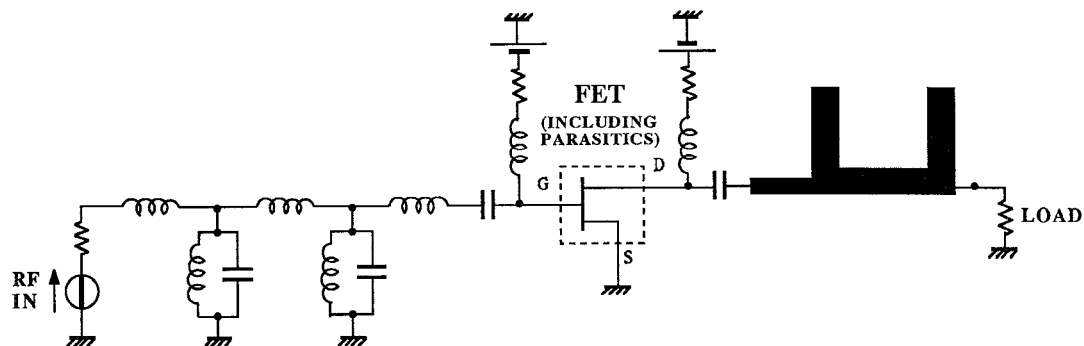 FET
(INCLUDING
PARASITICS)
G
D
S
RF
IN
LOAD